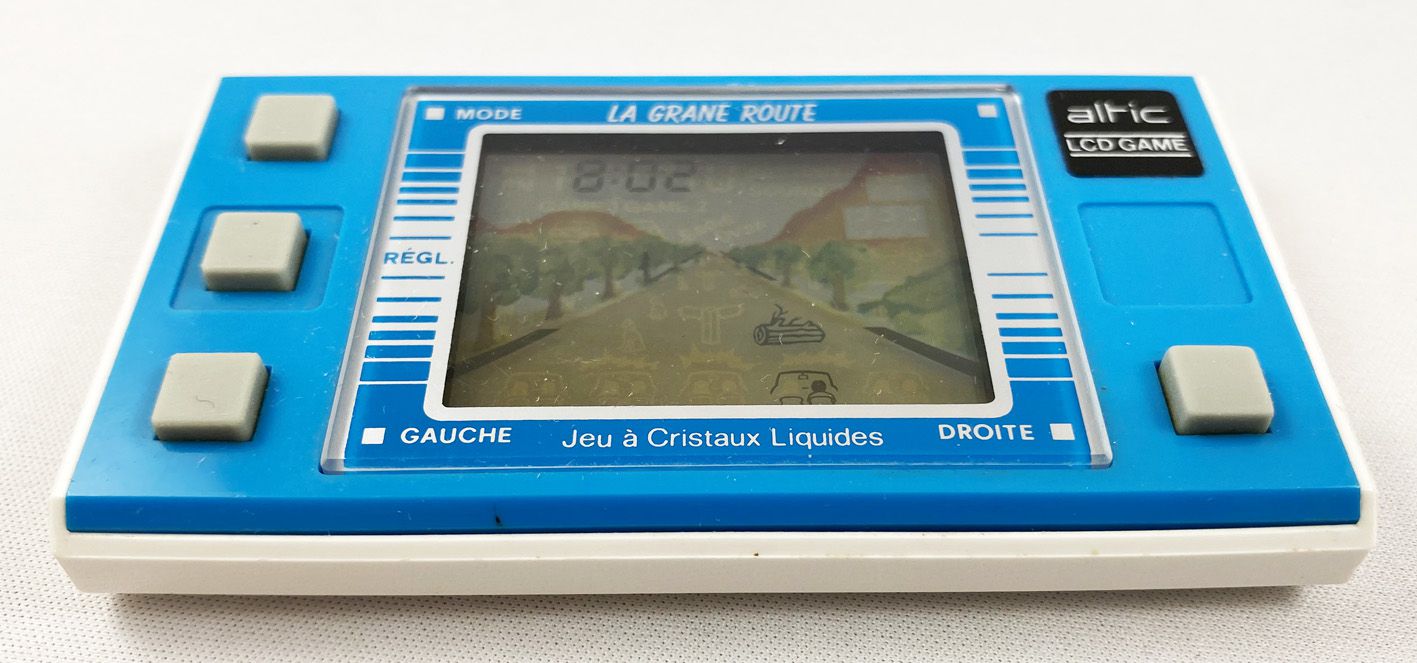 MODE
LA GRANE ROUTE
altic
LCD GAME
8:02
RÉGL.
GAUCHE
Jeu à Cristaux Liquides
DROITE